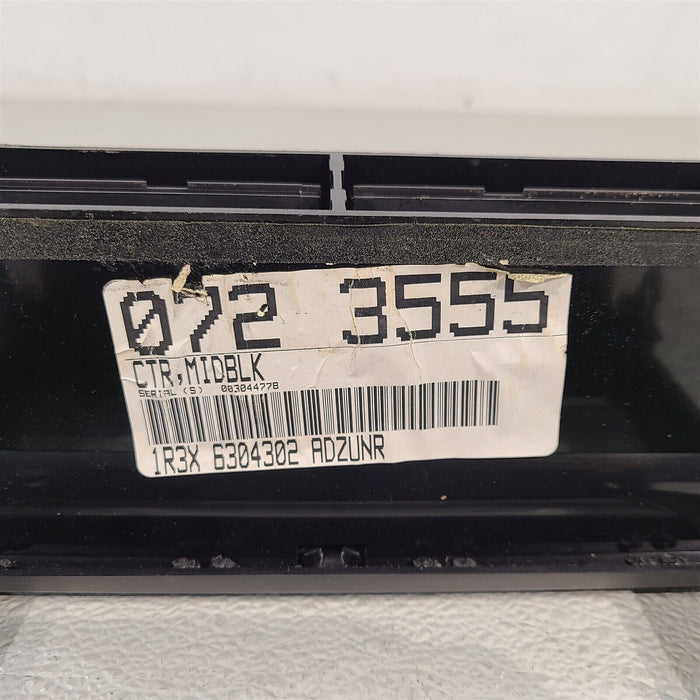 072 3555
CTR,MIDBLK
SERIAL (S) 003044778
1R3X 6304302 ADZUNR